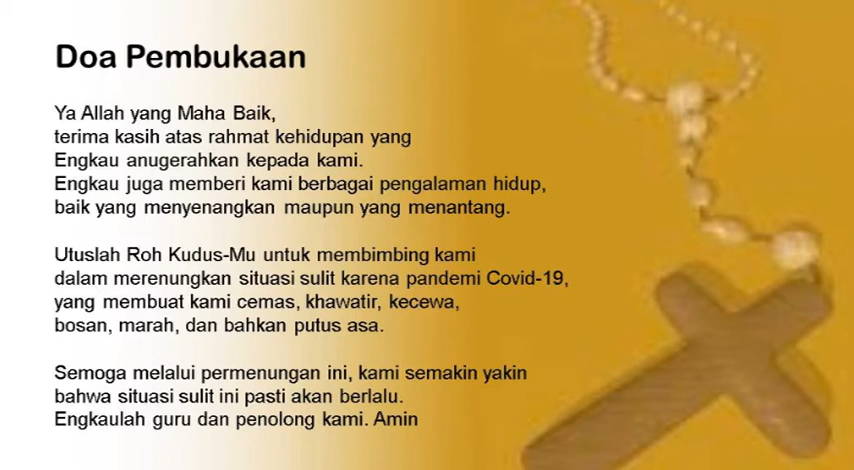 Doa Pembukaan
Ya Allah yang Maha Baik,
terima kasih atas rahmat kehidupan yang
Engkau anugerahkan kepada kami.
Engkau juga memberi kami berbagai pengalaman hidup,
baik yang menyenangkan maupun yang menantang.
Utuslah Roh Kudus-Mu untuk membimbing kami
dalam merenungkan situasi sulit karena pandemi Covid-19,
yang membuat kami cemas, khawatir, kecewa,
bosan, marah, dan bahkan putus asa.
Semoga melalui permenungan ini, kami semakin yakin
bahwa situasi sulit ini pasti akan berlalu.
Engkaulah guru dan penolong kami. Amin